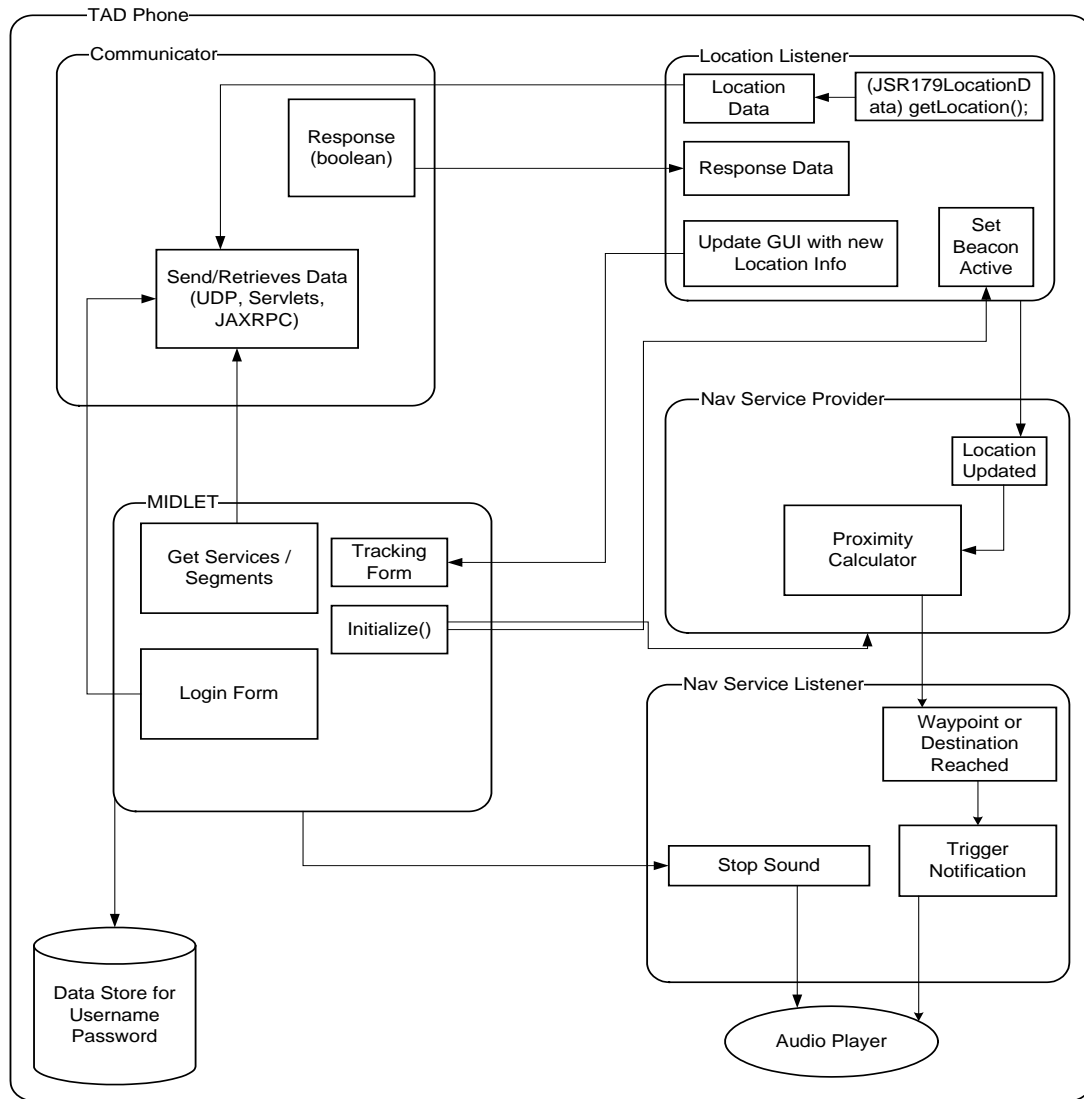 TAD Phone
Communicator
Response
(boolean)
Send/Retrieves Data
(UDP, Servlets,
JAXRPC)
Location Listener
Location
Data
(JSR179LocationD
ata) getLocation();
Response Data
Update GUI with new
Location Info
Set
Beacon
Active
Nav Service Provider
Location
Updated
Proximity
Calculator
MIDLET
Get Services /
Segments
Tracking
Form
Initialize()
Login Form
Nav Service Listener
Waypoint or
Destination
Reached
Stop Sound
Trigger
Notification
Data Store for
Username
Password
Audio Player